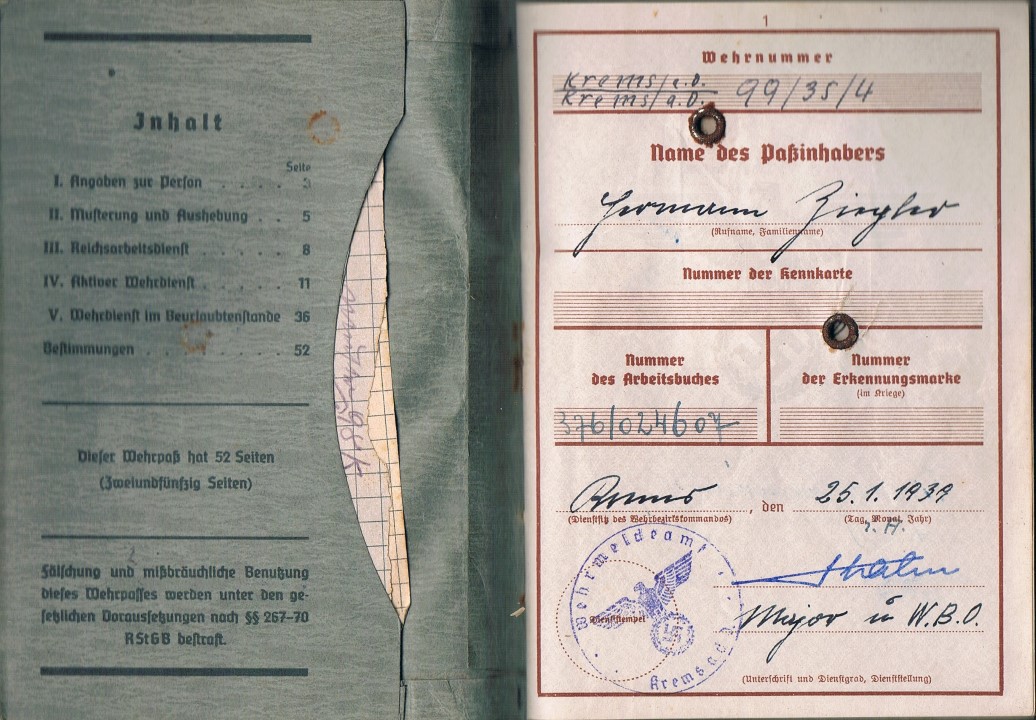 Inhalt
Seite
I. Angaben zur Person . . . . . 3
II. Musterung und Aushebung . . 5
III. Reichsarbeitsdienst . . . . . 8
IV. Aktiver Wehrdienst . . . . . 11
V. Wehrdienst im Beurlaubtenstande 36
Bestimmungen . . . . . . . 52
Dieser Wehrpaß hat 52 Seiten
(Zweiundfünfzig Seiten)
Fälschung und mißbräuchliche Benutzung
dieses Wehrpasses werden unter den ge-
setzlichen Voraussetzungen nach §§ 267-70
RStGB bestraft.
1
Wehrnummer
Krems/a.D.
Krems/a.D. 99/35/4
Name des Paßinhabers
Hermann Ziegler
(Rufname, Familienname)
Nummer der Kennkarte
Nummer
des Arbeitsbuches
376/024607
Nummer
der Erkennungsmarke
(im Kriege)
Krems, den 25.1.1939
(Dienstsitz des Wehrbezirkskommandos) (Tag, Monat, Jahr)
Wehrmeldeamt
Dienststempel
Krems a.d.D.
Major u W.B.O.
(Unterschrift und Dienstgrad, Dienststellung)